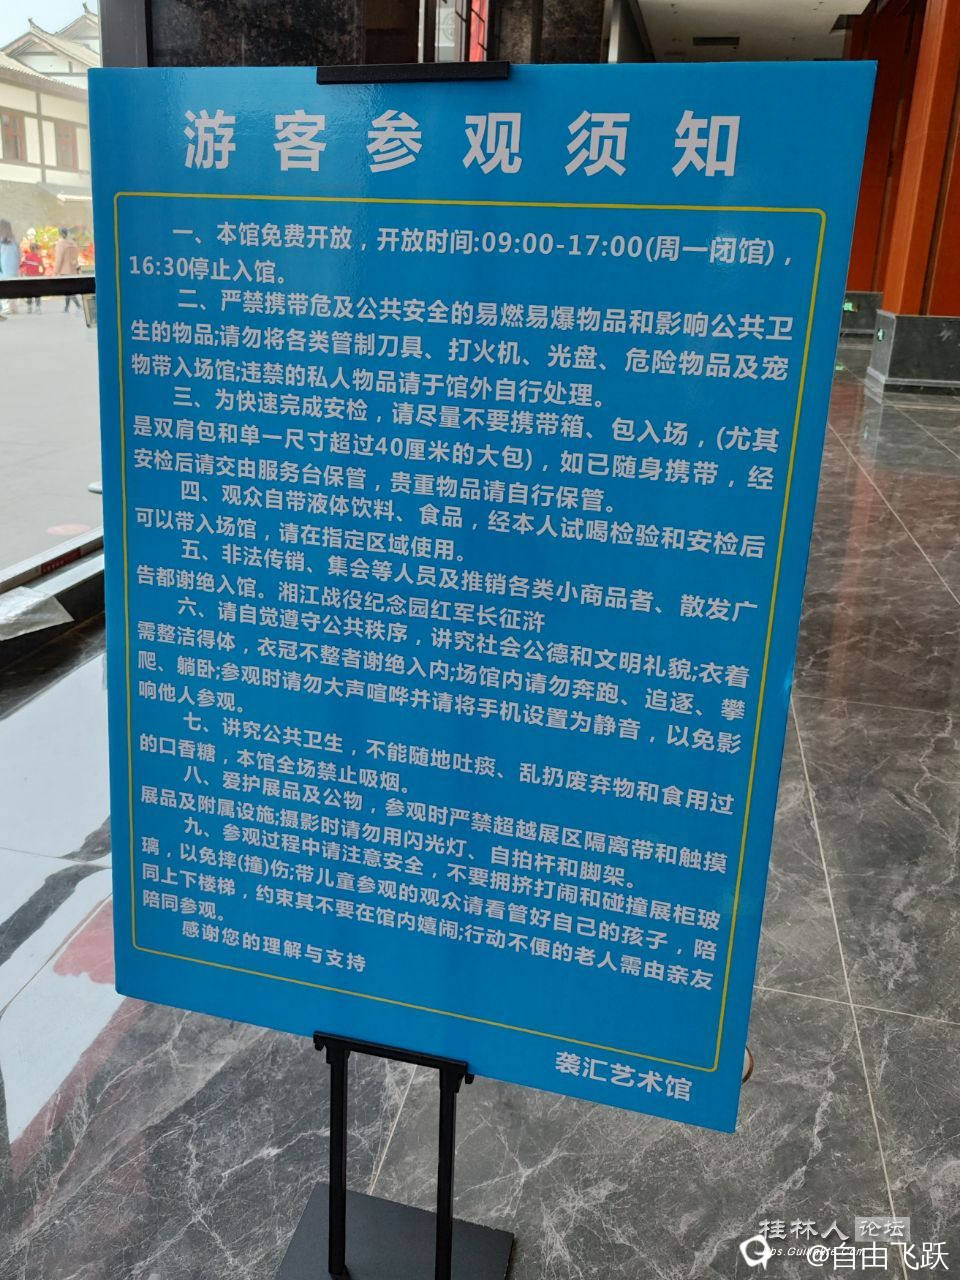 游客参观须知
一、本馆免费开放，开放时间:09:00-17:00(周一闭馆)，
16:30停止入馆。
二、严禁携带危及公共安全的易燃易爆物品和影响公共卫
生的物品;请勿将各类管制刀具、打火机、光盘、危险物品及宠
物带入场馆;违禁的私人物品请于馆外自行处理。
三、为快速完成安检，请尽量不要携带箱、包入场，(尤其
是双肩包和单一尺寸超过40厘米的大包)，如已随身携带，经
安检后请交由服务台保管，贵重物品请自行保管。
四、观众自带液体饮料、食品，经本人试喝检验和安检后
可以带入场馆，请在指定区域使用。
五、非法传销、集会等人员及推销各类小商品者、散发广
告都谢绝入馆。湘江战役纪念园红军长征浒
六、请自觉遵守公共秩序，讲究社会公德和文明礼貌;衣着
需整洁得体，衣冠不整者谢绝入内;场馆内请勿奔跑、追逐、攀
爬、躺卧;参观时请勿大声喧哗并请将手机设置为静音，以免影
响他人参观。
七、讲究公共卫生，不能随地吐痰、乱扔废弃物和食用过
的口香糖，本馆全场禁止吸烟。
八、爱护展品及公物，参观时严禁超越展区隔离带和触摸
展品及附属设施;摄影时请勿用闪光灯、自拍杆和脚架。
九、参观过程中请注意安全，不要拥挤打闹和碰撞展柜玻
璃，以免摔(撞)伤;带儿童参观的观众请看管好自己的孩子，陪
同上下楼梯，约束其不要在馆内嬉闹;行动不便的老人需由亲友
陪同参观。
感谢您的理解与支持
袭汇艺术馆
桂林人论坛
@自由飞跃